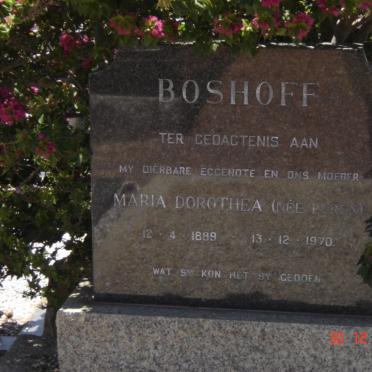 BOSHOFF
TER GEDAGTENIS AAN
MY DIERBARE EGGENOTE EN ONS MOEDER
MARIA DOROTHEA (NÉE
12 - 4 - 1889 13 - 12 - 1970
WAT SY KON HET SY GEDOEN
30 12